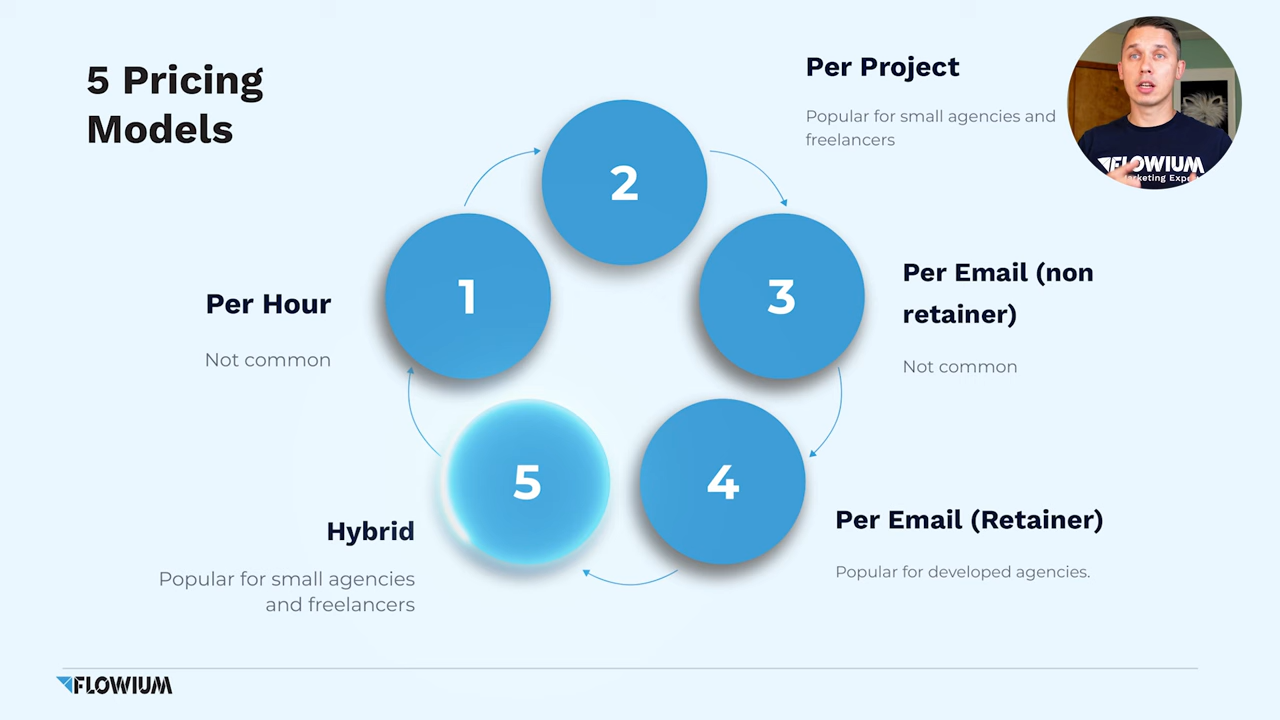 5 Pricing
Models
1
Per Hour
Not common
2
Per Project
Popular for small agencies and
freelancers
3
Per Email (non
retainer)
Not common
4
Per Email (Retainer)
Popular for developed agencies.
5
Hybrid
Popular for small agencies
and freelancers
FLOWIUM
FLOWIUM